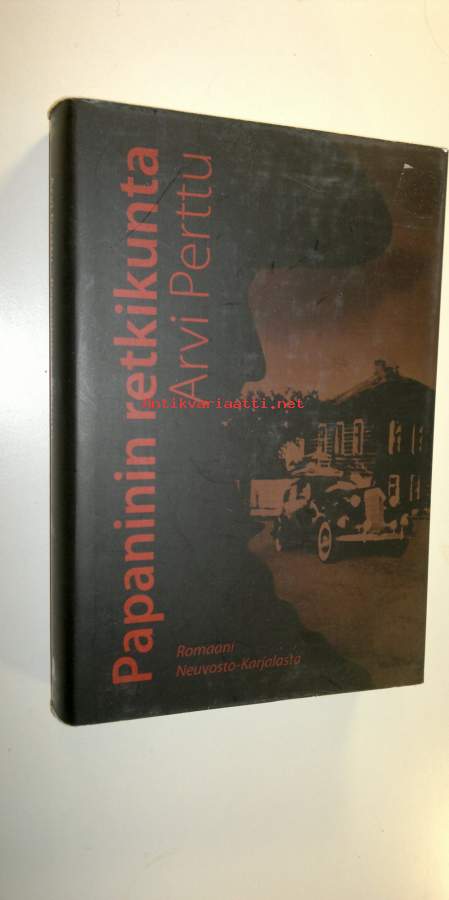 Papaninin retkikunta
Arvi Perttu
Antikvariaatti.net
Romaani
Neuvosto-Karjalasta